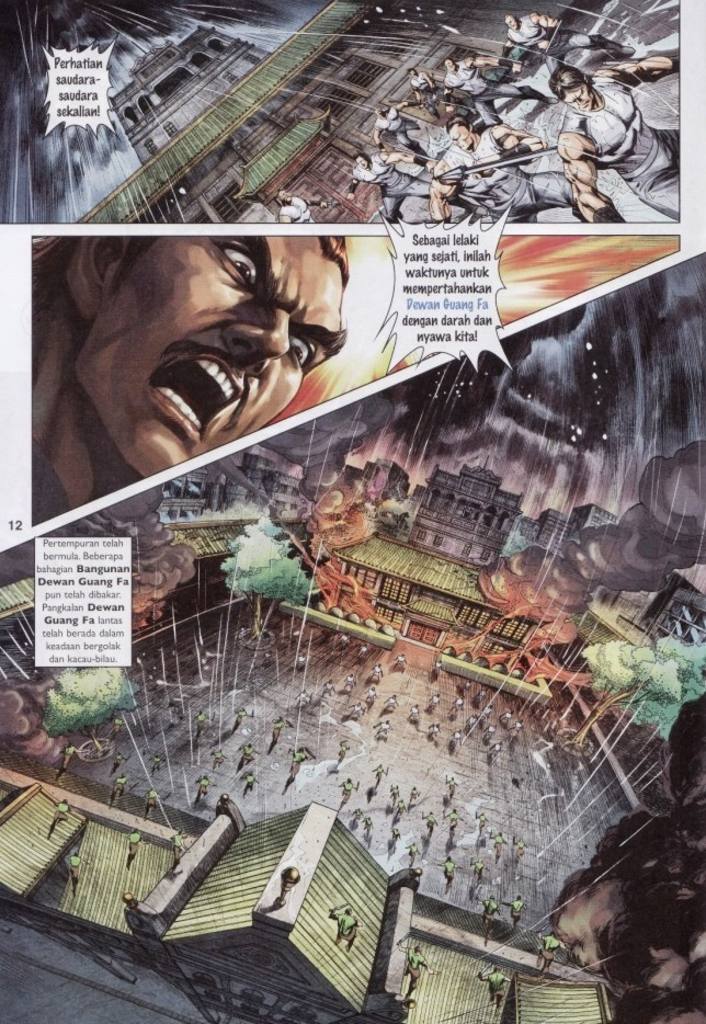 Perhatian
saudara-
saudara
sekalian!
Sebagai lelaki
yang sejati, inilah
waktunya untuk
mempertahankan
Dewan Guang Fa
dengan darah dan
nyawa kita!
12
Pertempuran telah
bermula. Beberapa
bahagian Bangunan
Dewan Guang Fa
pun telah dibakar.
Pangkalan Dewan
Guang Fa lantas
telah berada dalam
keadaan bergolak
dan kacau-bilau.